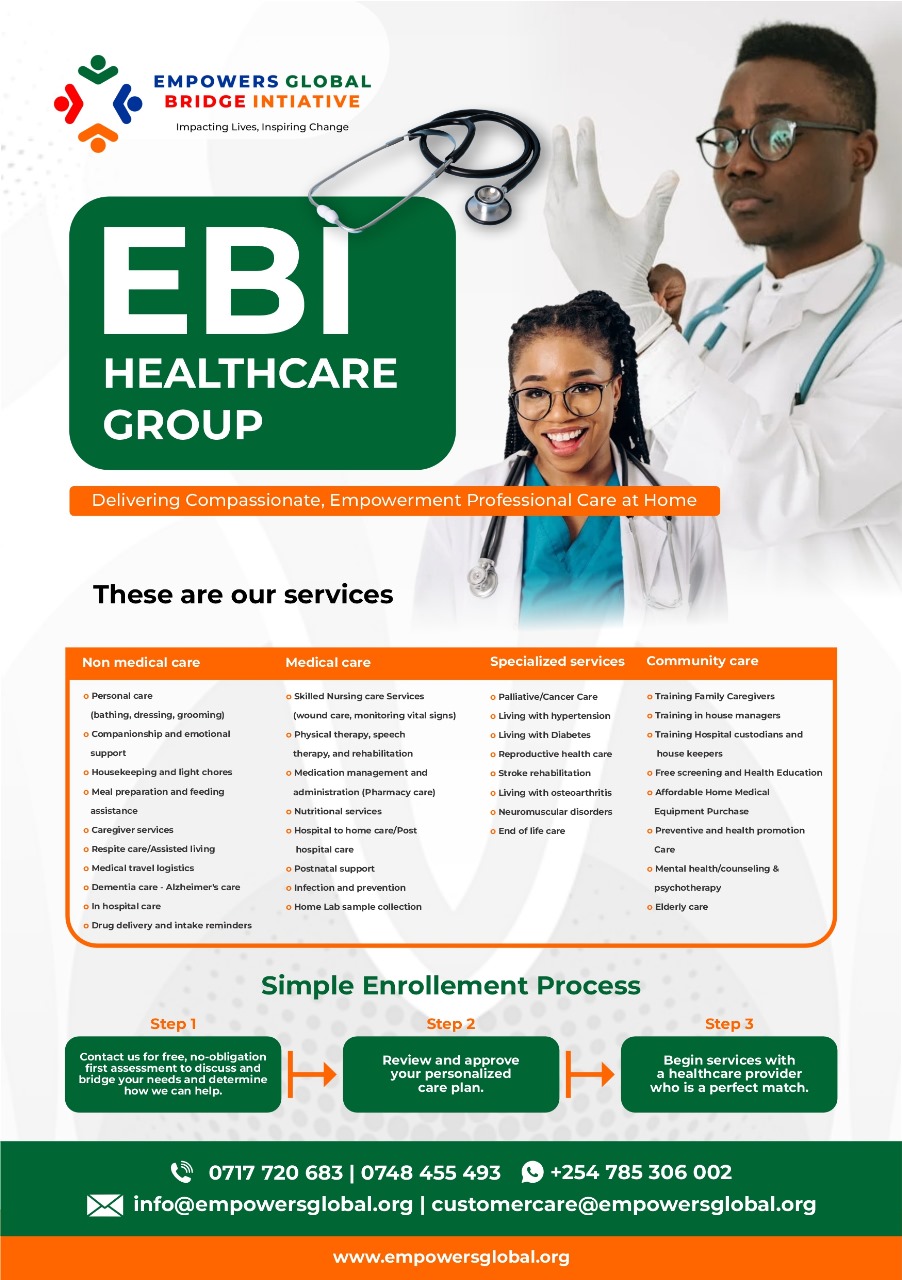 EMPOWERS GLOBAL
BRIDGE INTIATIVE
Impacting Lives, Inspiring Change
EBI
HEALTHCARE
GROUP
Delivering Compassionate, Empowerment Professional Care at Home
These are our services
Non medical care
Personal care
(bathing, dressing, grooming)
Companionship and emotional
support
Housekeeping and light chores
Meal preparation and feeding
assistance
Caregiver services
Respite care/Assisted living
Medical travel logistics
Dementia care - Alzheimer's care
In hospital care
Drug delivery and intake reminders
Medical care
Skilled Nursing care Services
(wound care, monitoring vital signs)
Physical therapy, speech
therapy, and rehabilitation
Medication management and
administration (Pharmacy care)
Nutritional services
Hospital to home care/Post
hospital care
Postnatal support
Infection and prevention
Home Lab sample collection
Specialized services
Palliative/Cancer Care
Living with hypertension
Living with Diabetes
Reproductive health care
Stroke rehabilitation
Living with osteoarthritis
Neuromuscular disorders
End of life care
Community care
Training Family Caregivers
Training in house managers
Training Hospital custodians and
house keepers
Free screening and Health Education
Affordable Home Medical
Equipment Purchase
Preventive and health promotion
Care
Mental health/counseling &
psychotherapy
Elderly care
Simple Enrollement Process
Step 1
Contact us for free, no-obligation
first assessment to discuss and
bridge your needs and determine
how we can help.
Step 2
Review and approve
your personalized
care plan.
Step 3
Begin services with
a healthcare provider
who is a perfect match.
0717 720 683 | 0748 455 493 +254 785 306 002
info@empowersglobal.org | customercare@empowersglobal.org
www.empowersglobal.org